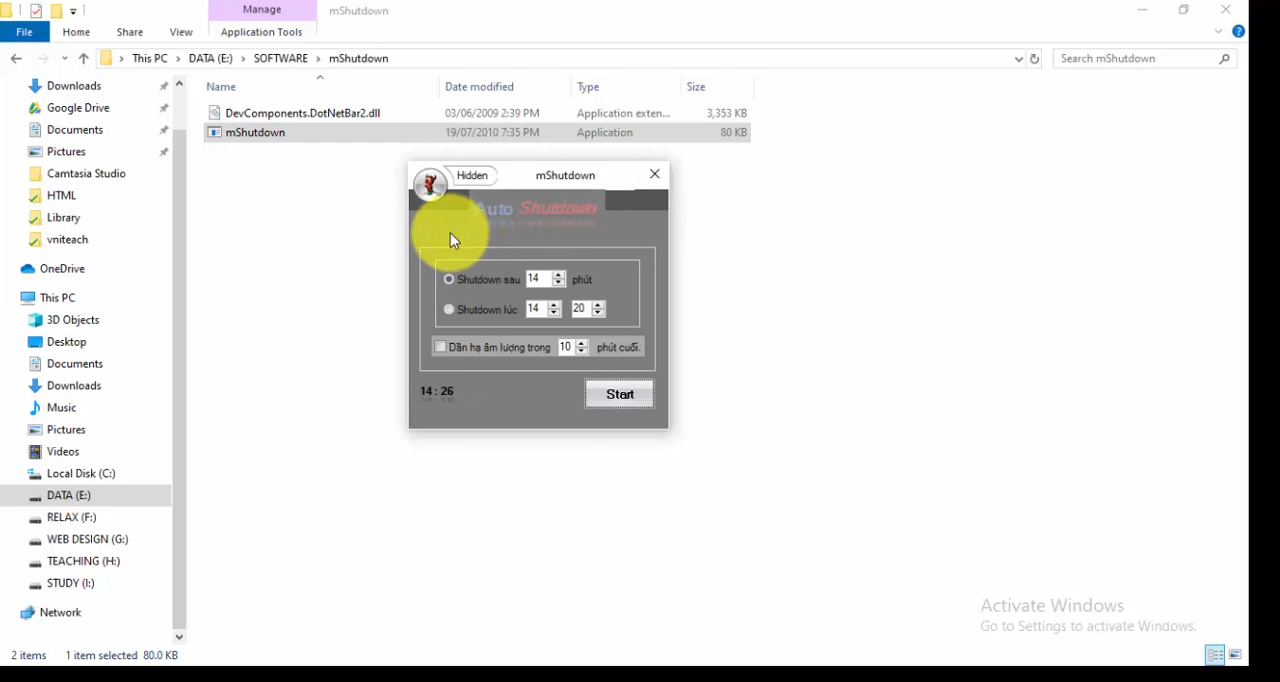 Manage
mShutdown
File
Home
Share
View
Application Tools
This PC
DATA (E:)
SOFTWARE
mShutdown
Search mShutdown
Downloads
Google Drive
Documents
Pictures
Camtasia Studio
HTML
Library
vniteach
OneDrive
This PC
3D Objects
Desktop
Documents
Downloads
Music
Pictures
Videos
Local Disk (C:)
DATA (E:)
RELAX (F:)
WEB DESIGN (G:)
TEACHING (H:)
STUDY (I:)
Network
Name Date modified Type Size
DevComponents.DotNetBar2.dll 03/06/2009 2:39 PM Application exten... 3,353 KB
mShutdown 19/07/2010 7:35 PM Application 80 KB
Hidden mShutdown
Auto Shutdown
Shutdown sau 14 phút
Shutdown lúc 14 20
Dần hạ âm lượng trong 10 phút cuối.
14 : 26
Start
Activate Windows
Go to Settings to activate Windows.
2 items 1 item selected 80.0 KB